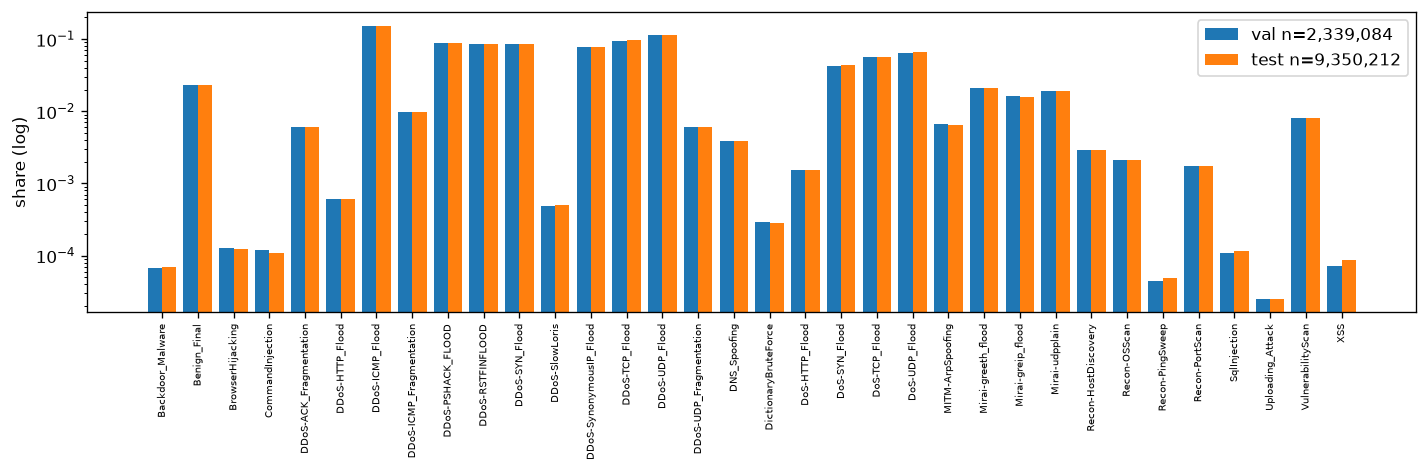 share (log)
10⁻¹
10⁻²
10⁻³
10⁻⁴
val n=2,339,084
test n=9,350,212
Backdoor_Malware
Benign_Final
BrowserHijacking
CommandInjection
DDoS-ACK_Fragmentation
DDoS-HTTP_Flood
DDoS-ICMP_Flood
DDoS-ICMP_Fragmentation
DDoS-PSHACK_FLOOD
DDoS-RSTFINFLOOD
DDoS-SYN_Flood
DDoS-SlowLoris
DDoS-SynonymousIP_Flood
DDoS-TCP_Flood
DDoS-UDP_Flood
DDoS-UDP_Fragmentation
DNS_Spoofing
DictionaryBruteForce
DoS-HTTP_Flood
DoS-SYN_Flood
DoS-TCP_Flood
DoS-UDP_Flood
MITM-ArpSpoofing
Mirai-greeth_flood
Mirai-greip_flood
Mirai-udpplain
Recon-HostDiscovery
Recon-OSScan
Recon-PingSweep
Recon-PortScan
SqlInjection
Uploading_Attack
VulnerabilityScan
XSS